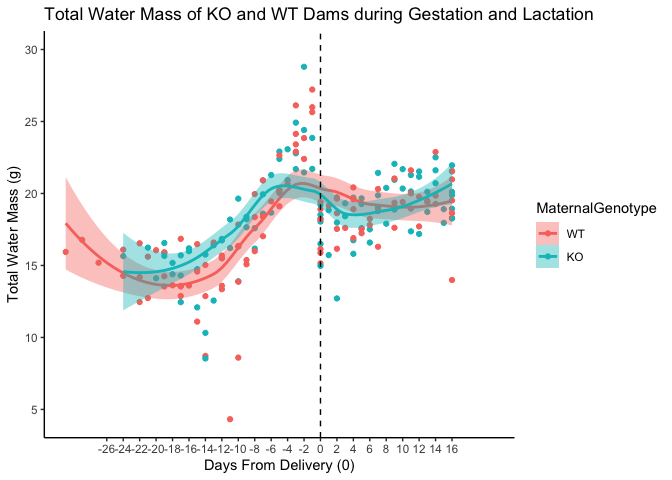 Total Water Mass of KO and WT Dams during Gestation and Lactation
Total Water Mass (g)
30
25
20
15
10
5
-26-24-22-20-18-16-14-12-10 -8 -6 -4 -2 0 2 4 6 8 10 12 14 16
Days From Delivery (0)
MaternalGenotype
WT
KO